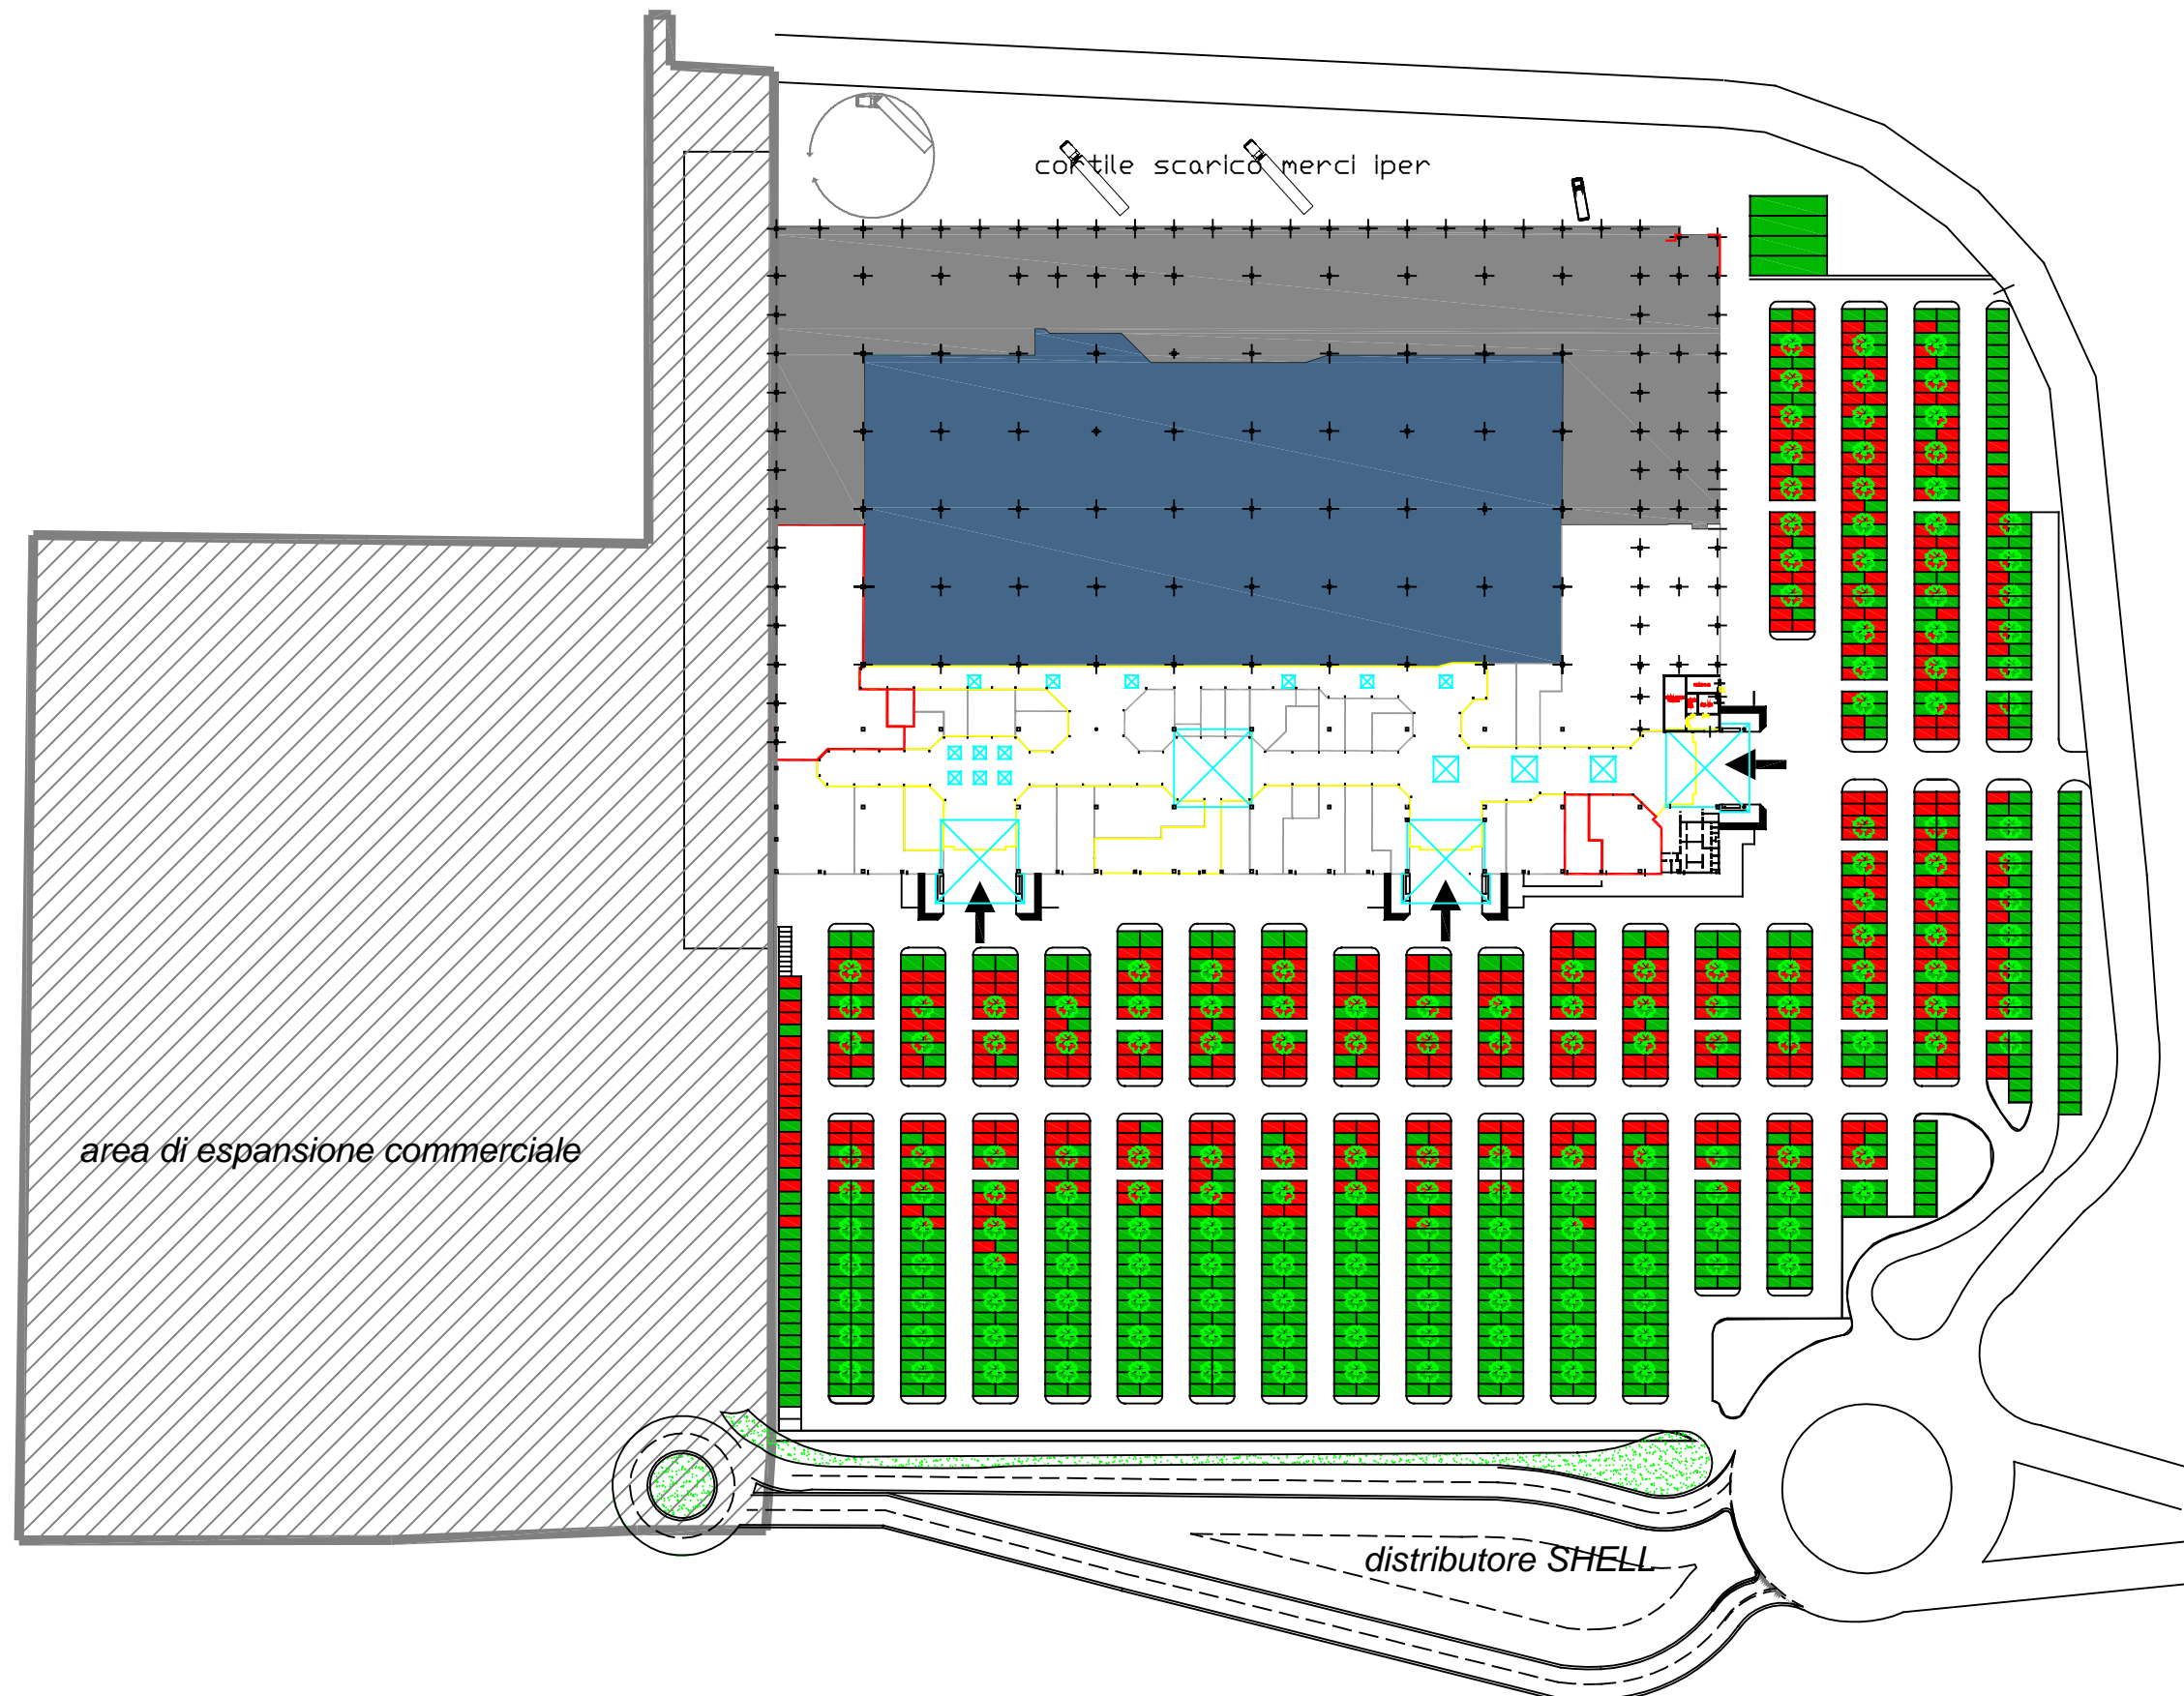 cortile scarico merci iper
area di espansione commerciale
distributore SHELL